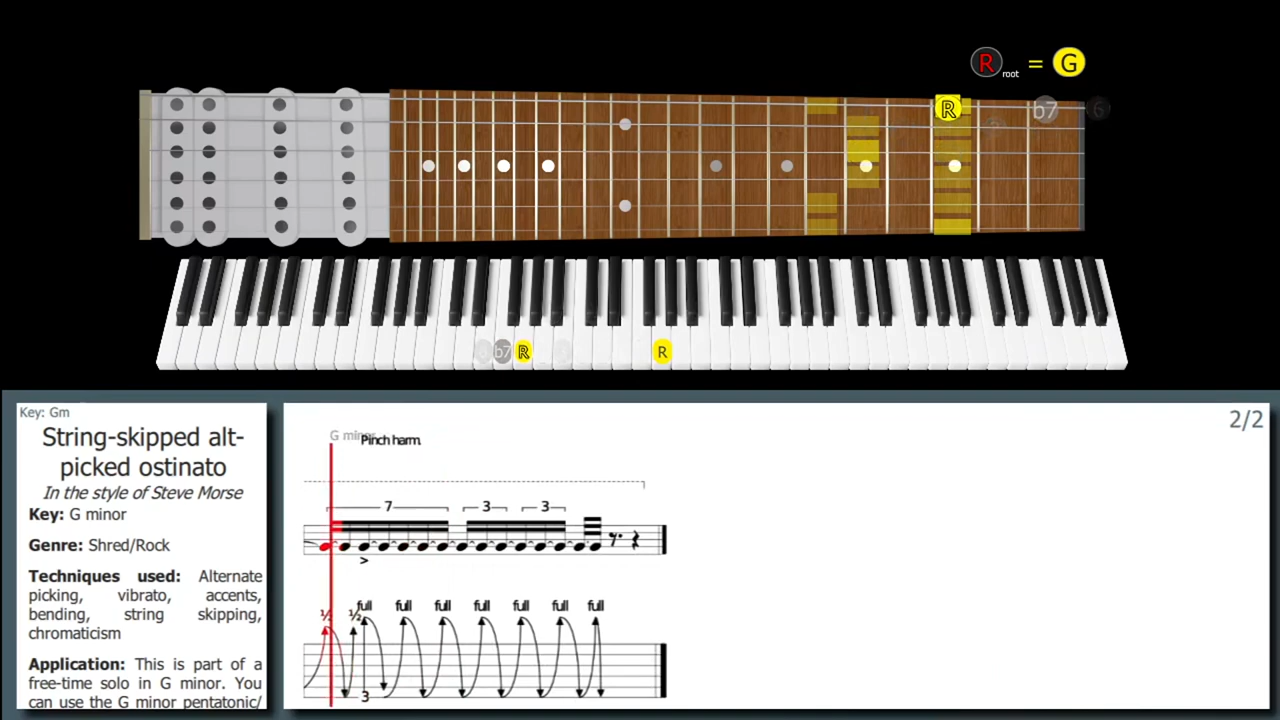 R root = G
R b7 6
b7 R R
Key: Gm
String-skipped alt-
picked ostinato
In the style of Steve Morse
Key: G minor
Genre: Shred/Rock
Techniques used: Alternate
picking, vibrato, accents,
bending, string skipping,
chromaticism
Application: This is part of a
free-time solo in G minor. You
can use the G minor pentatonic/
2/2
G minor
Pinch harm.
7 3 3
>
½ ½ full full full full full full full
3